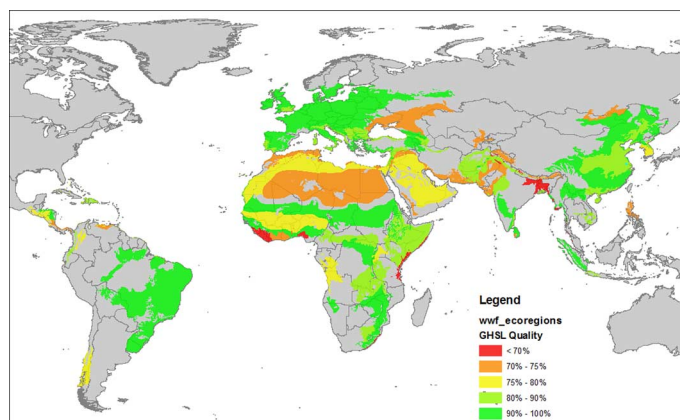 Legend
wwf_ecoregions
GHSL Quality
< 70%
70% - 75%
75% - 80%
80% - 90%
90% - 100%